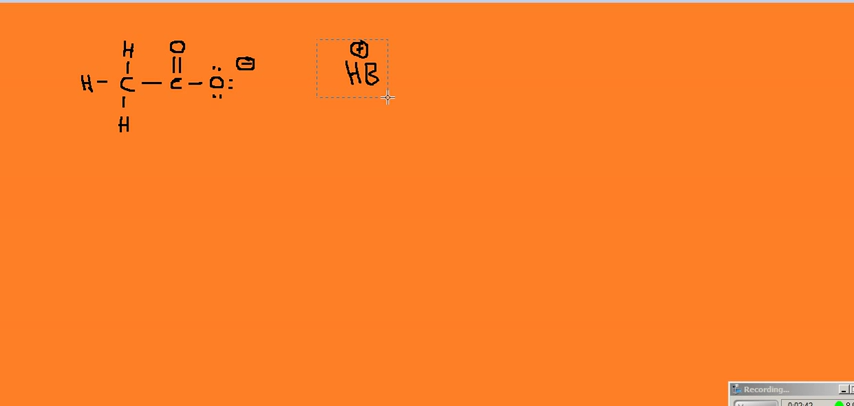 H O ⊕
H - C - C - O: ⊖ HB
H
Recording...
0:02:42